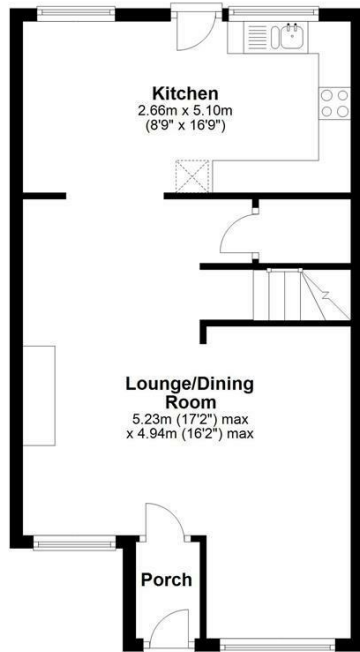 Kitchen
2.66m x 5.10m
(8'9" x 16'9")
Lounge/Dining
Room
5.23m (17'2") max
x 4.94m (16'2") max
Porch